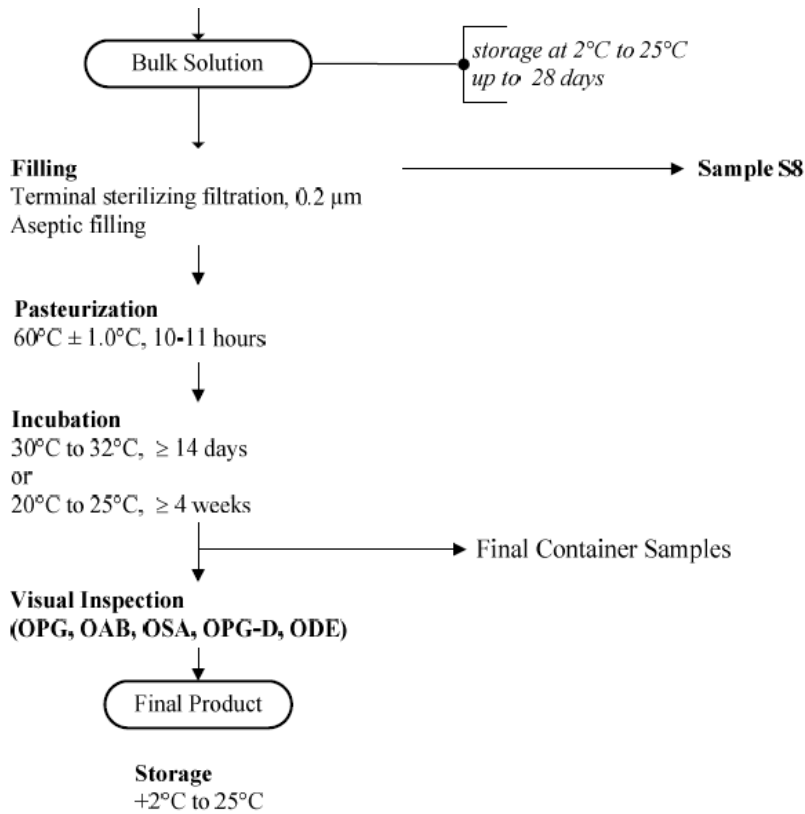 Bulk Solution
storage at 2°C to 25°C
up to 28 days
Filling
Sample S8
Terminal sterilizing filtration, 0.2 µm
Aseptic filling
Pasteurization
60°C ± 1.0°C, 10-11 hours
Incubation
30°C to 32°C, ≥ 14 days
or
20°C to 25°C, ≥ 4 weeks
Final Container Samples
Visual Inspection
(OPG, OAB, OSA, OPG-D, ODE)
Final Product
Storage
+2°C to 25°C